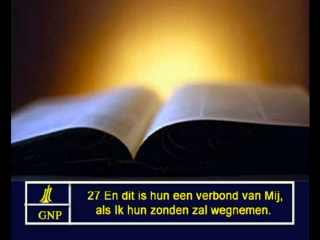 27 En dit is hun een verbond van Mij,
als Ik hun zonden zal wegnemen.
GNP